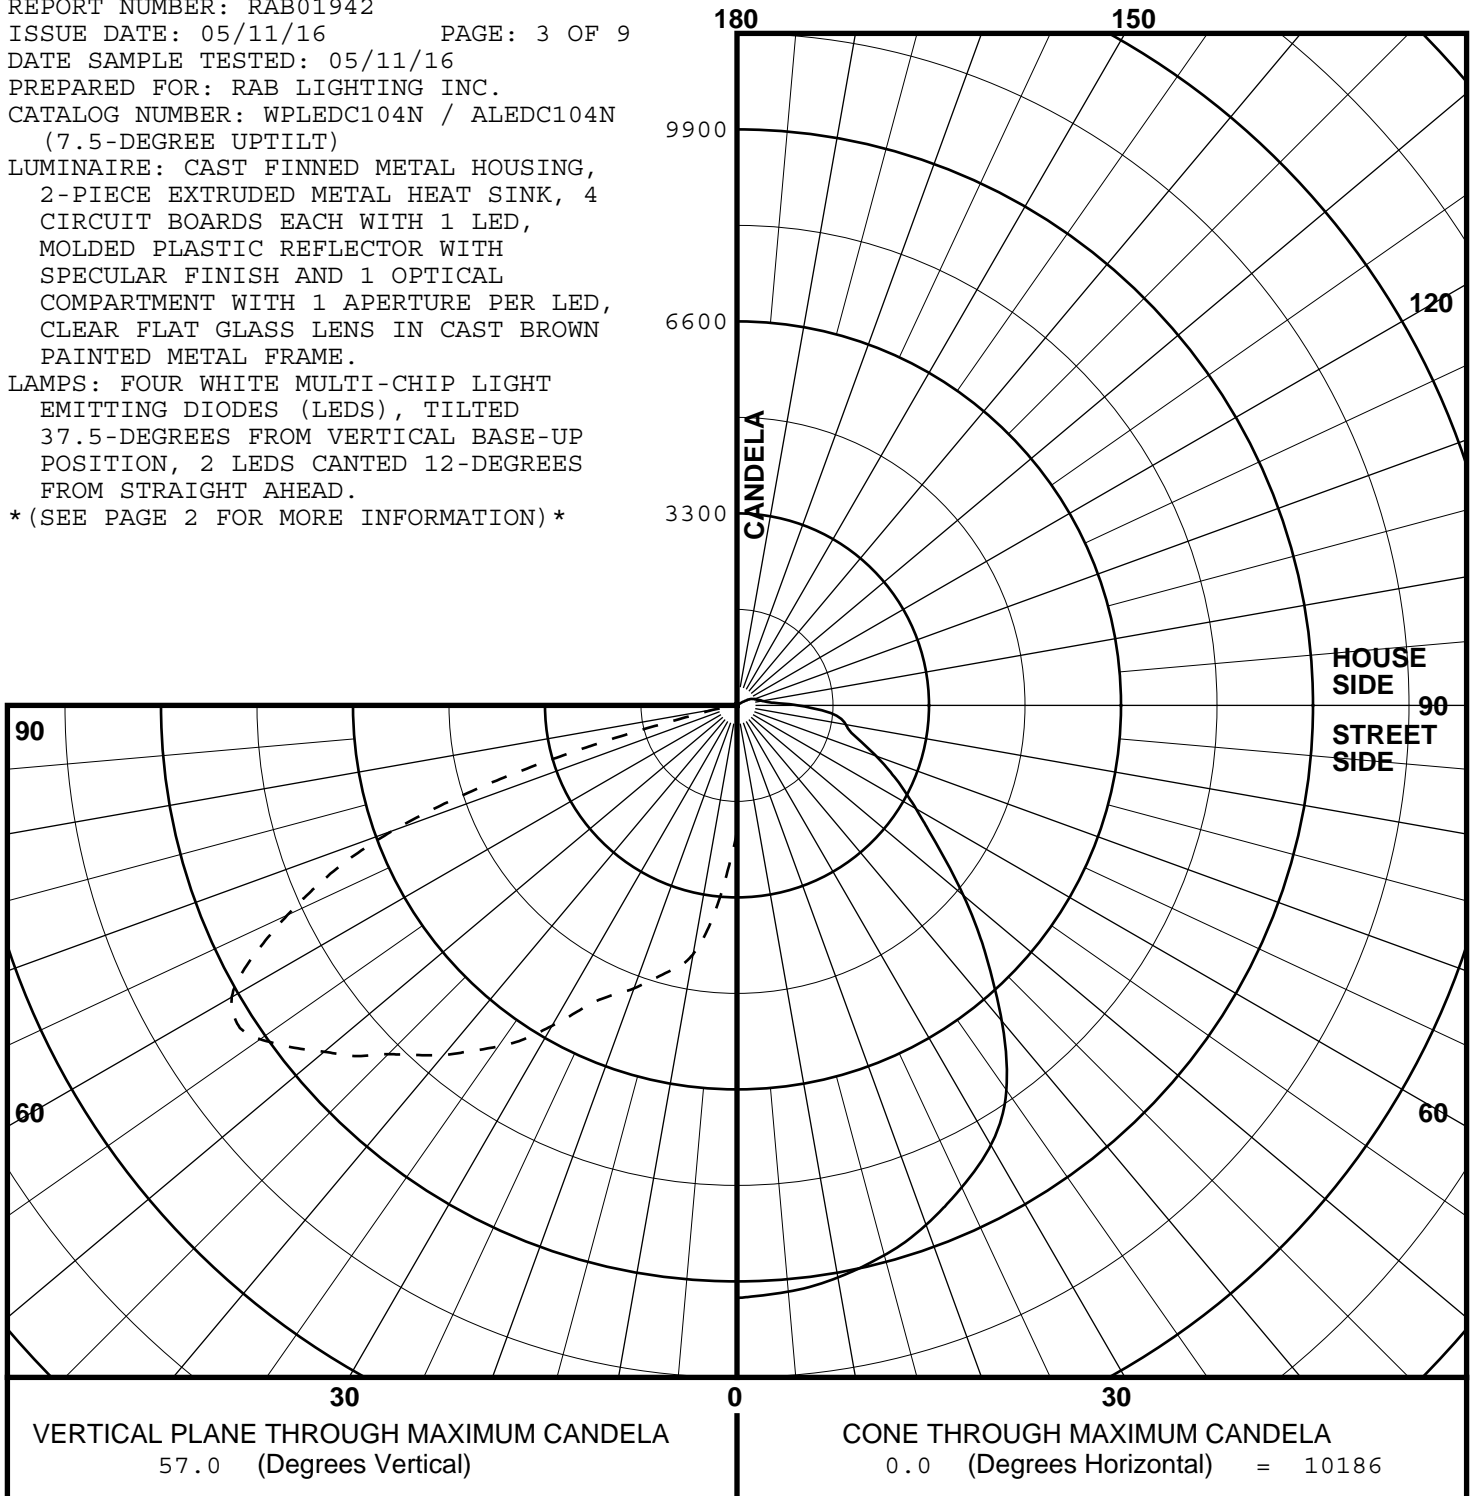 REPORT NUMBER: RAB01942
ISSUE DATE: 05/11/16 PAGE: 3 OF 9
DATE SAMPLE TESTED: 05/11/16
PREPARED FOR: RAB LIGHTING INC.
CATALOG NUMBER: WPLEDC104N / ALEDC104N
(7.5-DEGREE UPTILT)
LUMINAIRE: CAST FINNED METAL HOUSING,
2-PIECE EXTRUDED METAL HEAT SINK, 4
CIRCUIT BOARDS EACH WITH 1 LED,
MOLDED PLASTIC REFLECTOR WITH
SPECULAR FINISH AND 1 OPTICAL
COMPARTMENT WITH 1 APERTURE PER LED,
CLEAR FLAT GLASS LENS IN CAST BROWN
PAINTED METAL FRAME.
LAMPS: FOUR WHITE MULTI-CHIP LIGHT
EMITTING DIODES (LEDS), TILTED
37.5-DEGREES FROM VERTICAL BASE-UP
POSITION, 2 LEDS CANTED 12-DEGREES
FROM STRAIGHT AHEAD.
*(SEE PAGE 2 FOR MORE INFORMATION)*
180
150
9900
120
6600
CANDELA
3300
HOUSE
SIDE
90
90
STREET
SIDE
60
60
30
0
30
VERTICAL PLANE THROUGH MAXIMUM CANDELA
57.0 (Degrees Vertical)
CONE THROUGH MAXIMUM CANDELA
0.0 (Degrees Horizontal) = 10186